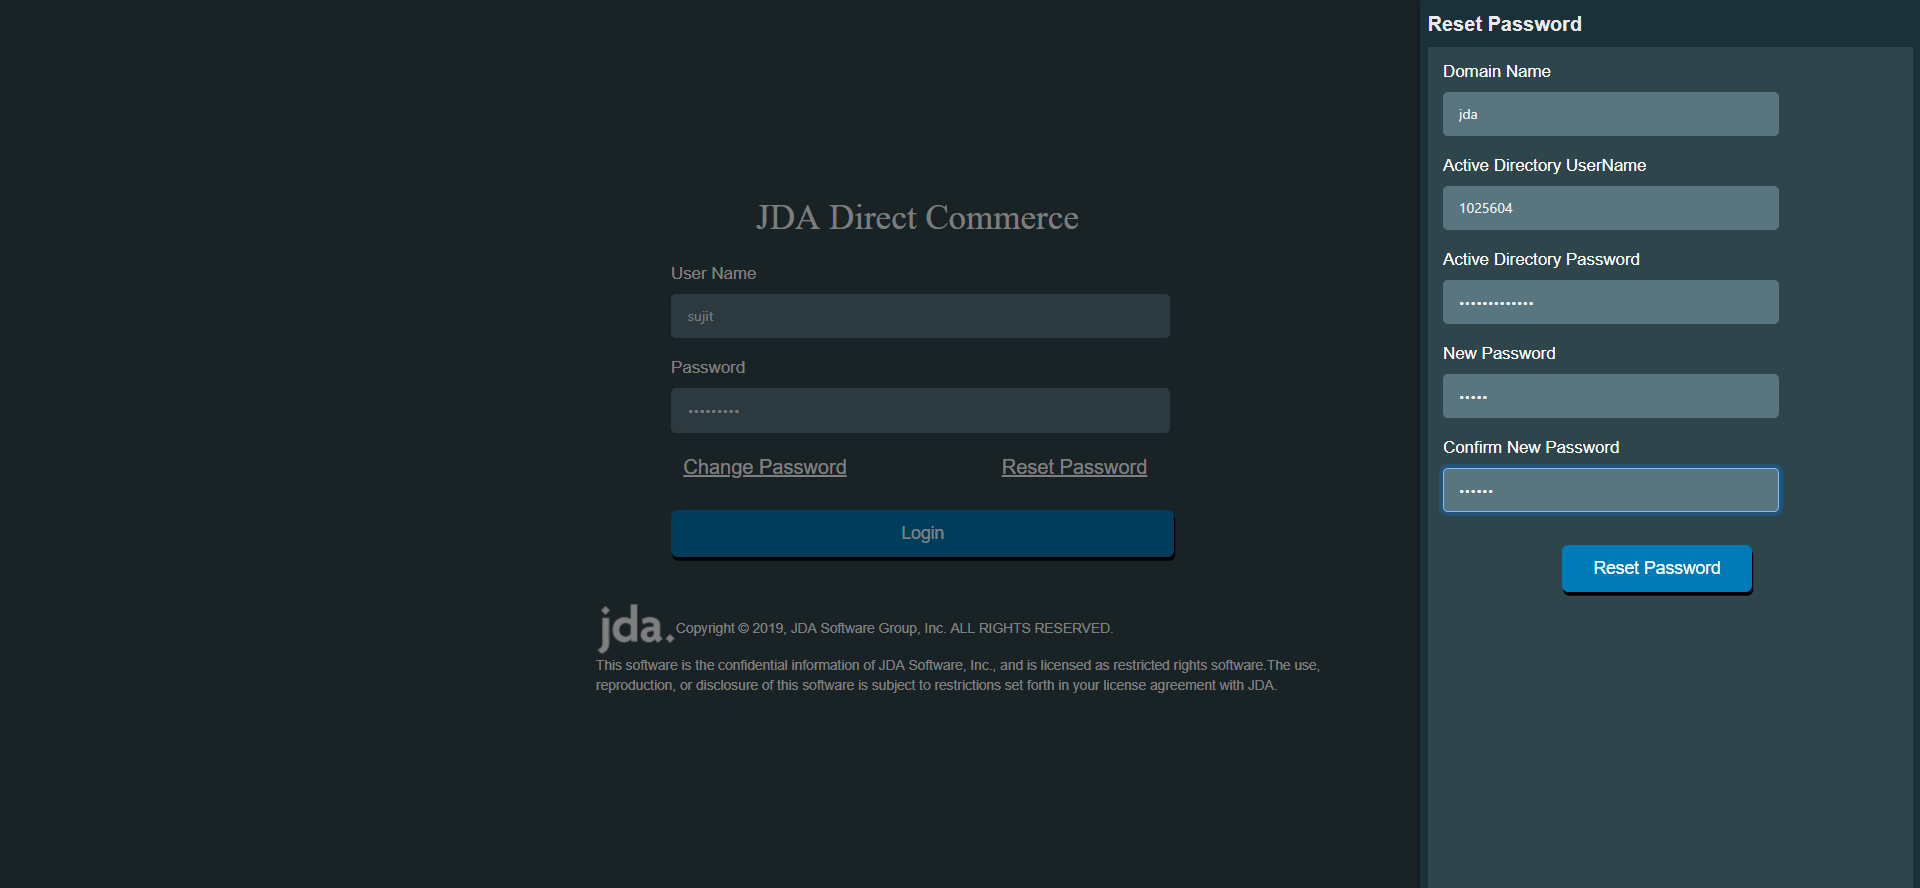 JDA Direct Commerce
User Name
sujit
Password
•••••••••
Change Password
Reset Password
Login
jda.
Copyright © 2019, JDA Software Group, Inc. ALL RIGHTS RESERVED.
This software is the confidential information of JDA Software, Inc., and is licensed as restricted rights software.The use,
reproduction, or disclosure of this software is subject to restrictions set forth in your license agreement with JDA.
Reset Password
Domain Name
jda
Active Directory UserName
1025604
Active Directory Password
•••••••••••••
New Password
•••••
Confirm New Password
••••••
Reset Password